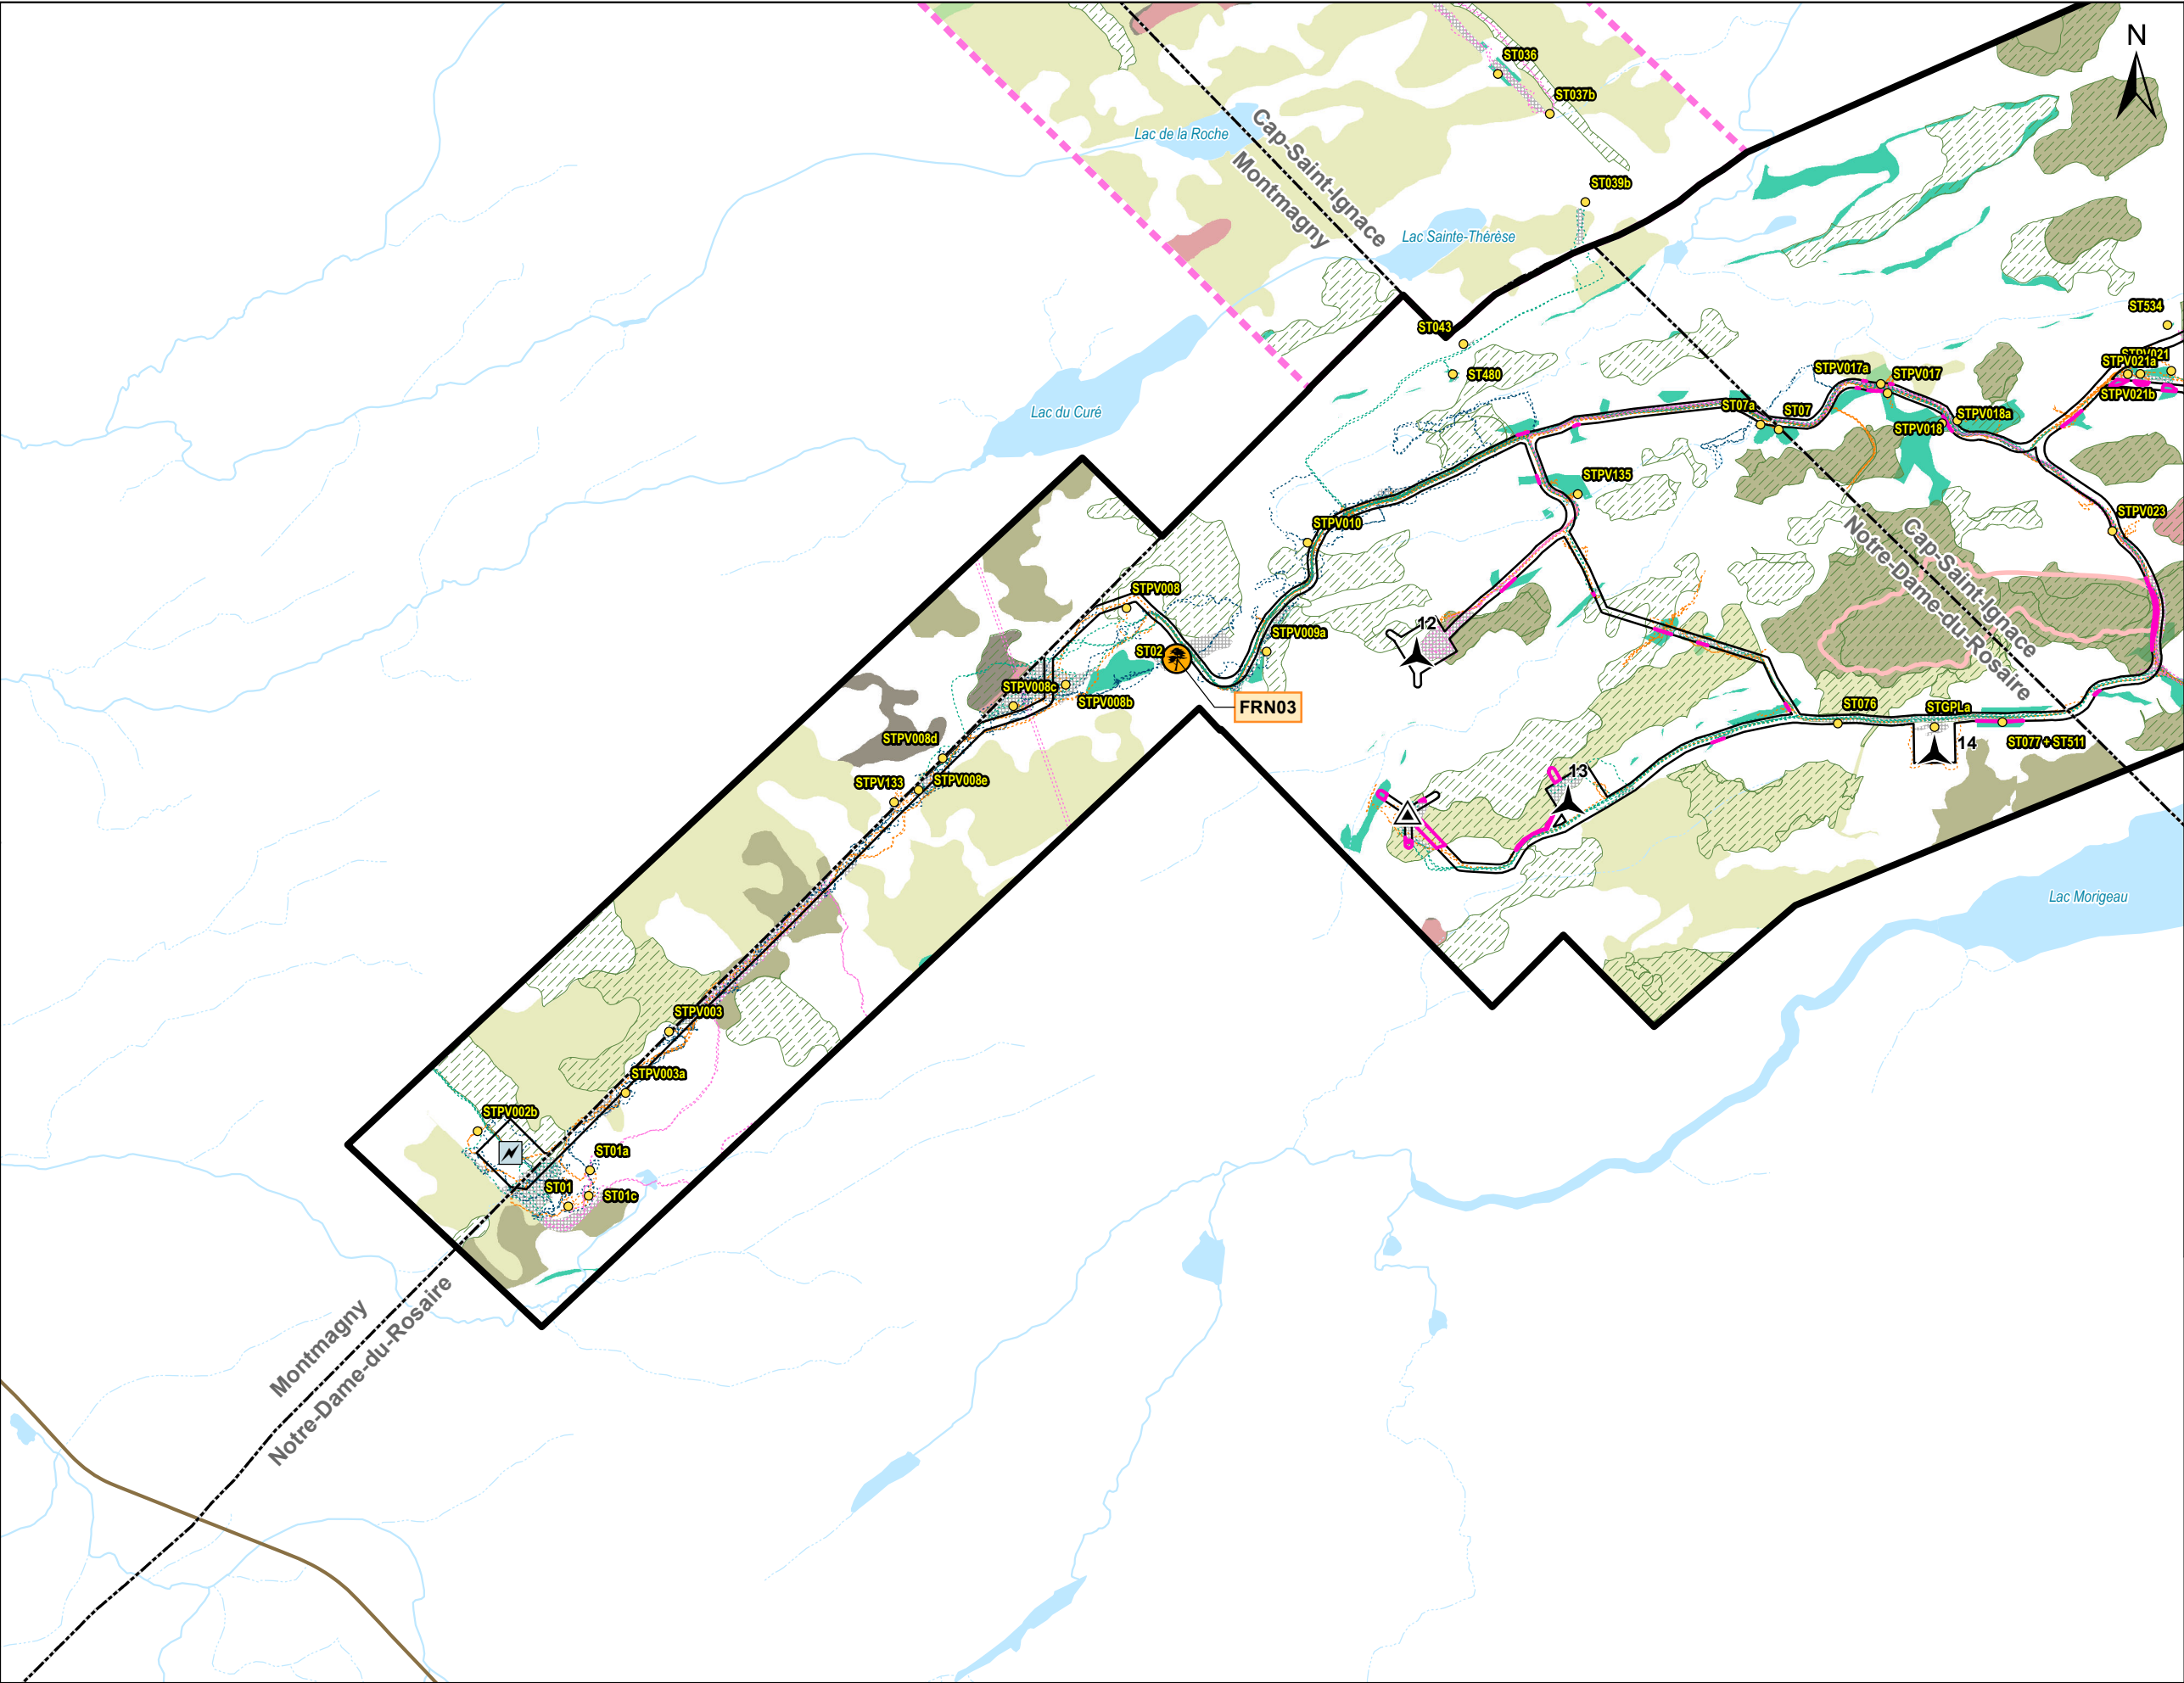 N
ST036
ST037b
Lac de la Roche
Cap-Saint-Ignace
Montmagny
ST039b
Lac Sainte-Thérèse
ST534
ST043
STPV021
STPV021a
STPV017a
STPV017
ST480
STPV021b
Lac du Curé
ST07a
ST07
STPV018a
STPV018
STPV135
STPV023
STPV010
Cap-Saint-Ignace
Notre-Dame-du-Rosaire
STPV008
12
STPV009a
ST02
STPV008c
STPV008b
FRN03
ST076
STGPLa
STPV008d
ST077+ST511
14
13
STPV133
STPV008e
Lac Morigeau
STPV003
STPV003a
STPV002b
ST01a
ST01
ST01c
Montmagny
Notre-Dame-du-Rosaire